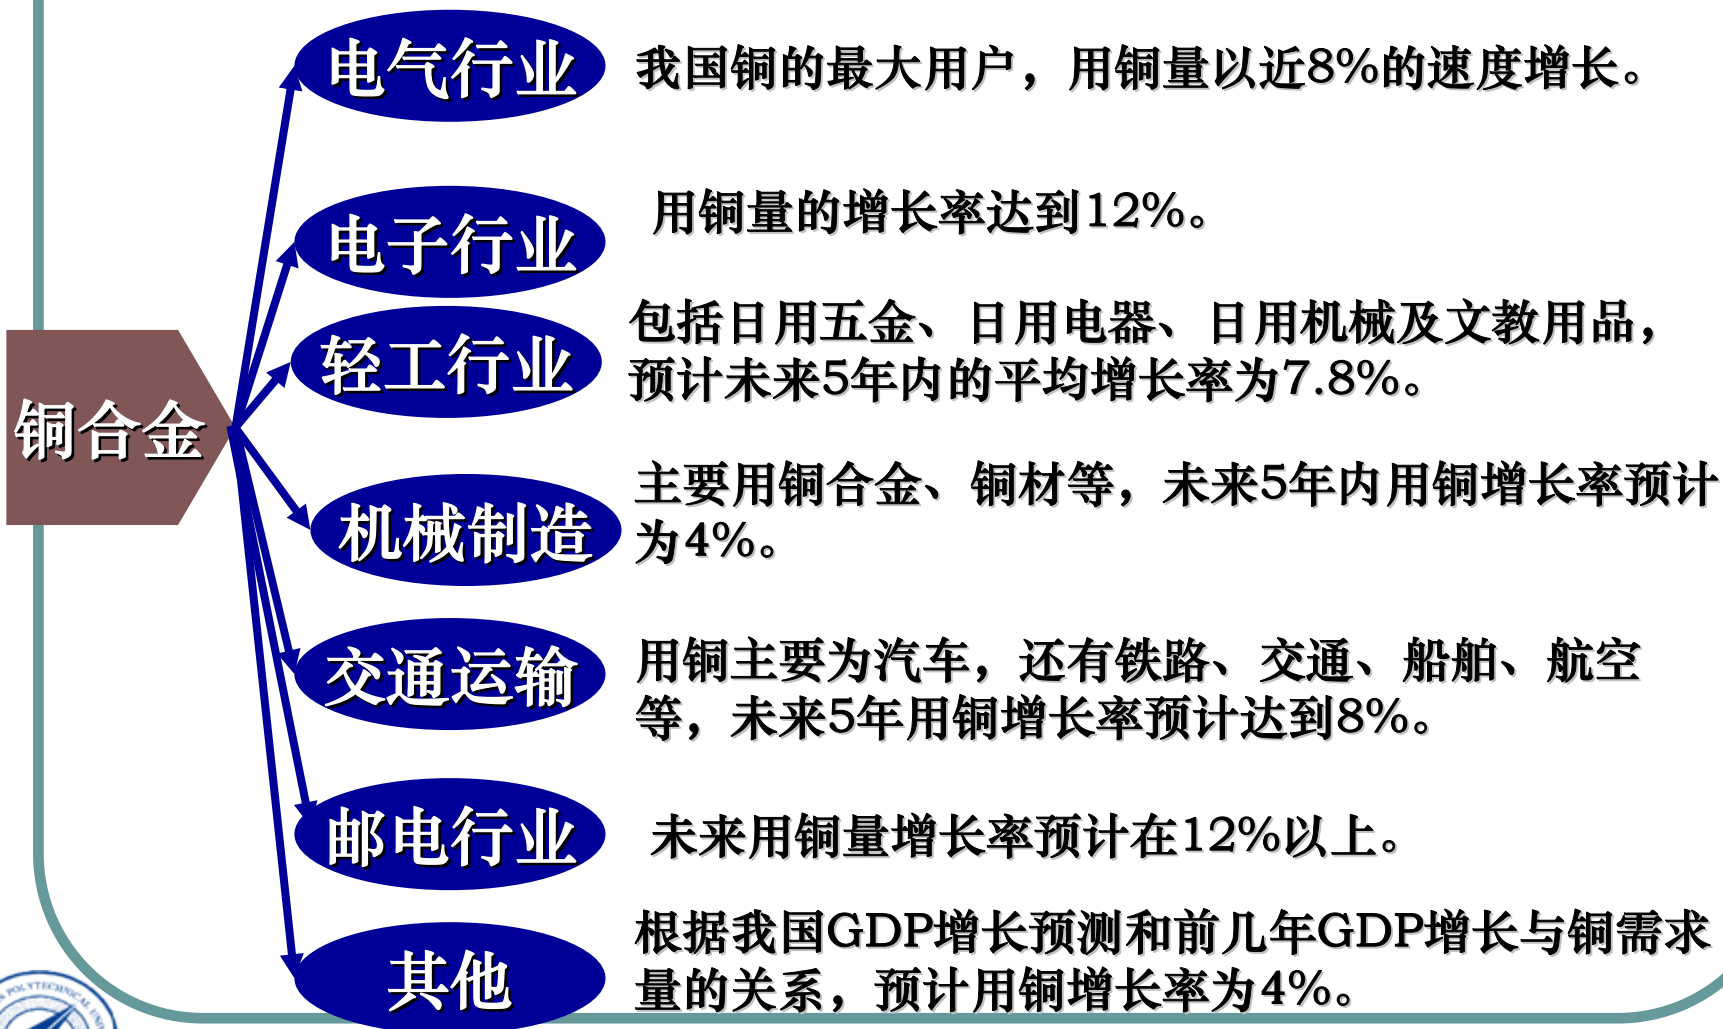 电气行业
我国铜的最大用户，用铜量以近8%的速度增长。
电子行业
用铜量的增长率达到12%。
轻工行业
包括日用五金、日用电器、日用机械及文教用品，
预计未来5年内的平均增长率为7.8%。
铜合金
机械制造
主要用铜合金、铜材等，未来5年内用铜增长率预计
为4%。
交通运输
用铜主要为汽车，还有铁路、交通、船舶、航空
等，未来5年用铜增长率预计达到8%。
邮电行业
未来用铜量增长率预计在12%以上。
其他
根据我国GDP增长预测和前几年GDP增长与铜需求
量的关系，预计用铜增长率为4%。
POLYTECHNICAL